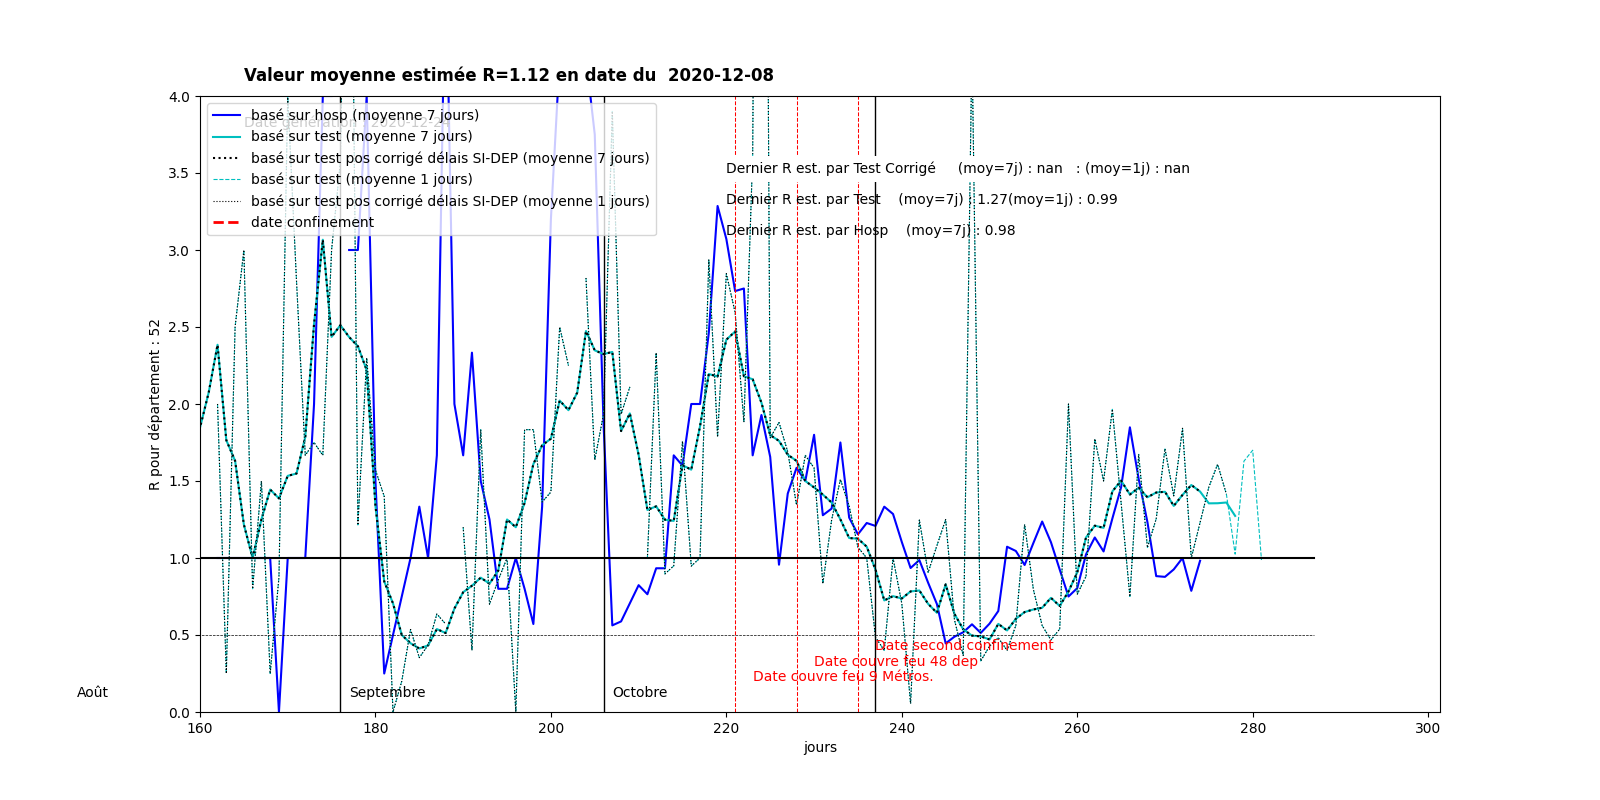 Valeur moyenne estimée R=1.12 en date du  2020-12-08
basé sur hosp (moyenne 7 jours)
basé sur test (moyenne 7 jours)
basé sur test pos corrigé délais SI-DEP (moyenne 7 jours)
basé sur test (moyenne 1 jours)
basé sur test pos corrigé délais SI-DEP (moyenne 1 jours)
date confinement
Dernier R est. par Test Corrigé     (moy=7j) : nan   : (moy=1j) : nan
Dernier R est. par Test    (moy=7j) : 1.27(moy=1j) : 0.99
Dernier R est. par Hosp    (moy=7j) : 0.98
4.0
3.5
3.0
2.5
2.0
1.5
1.0
0.5
0.0
R pour département : 52
Date second confinement
Date couvre feu 48 dep
Date couvre feu 9 Métros.
Août
Septembre
Octobre
160
180
200
220
240
260
280
300
jours